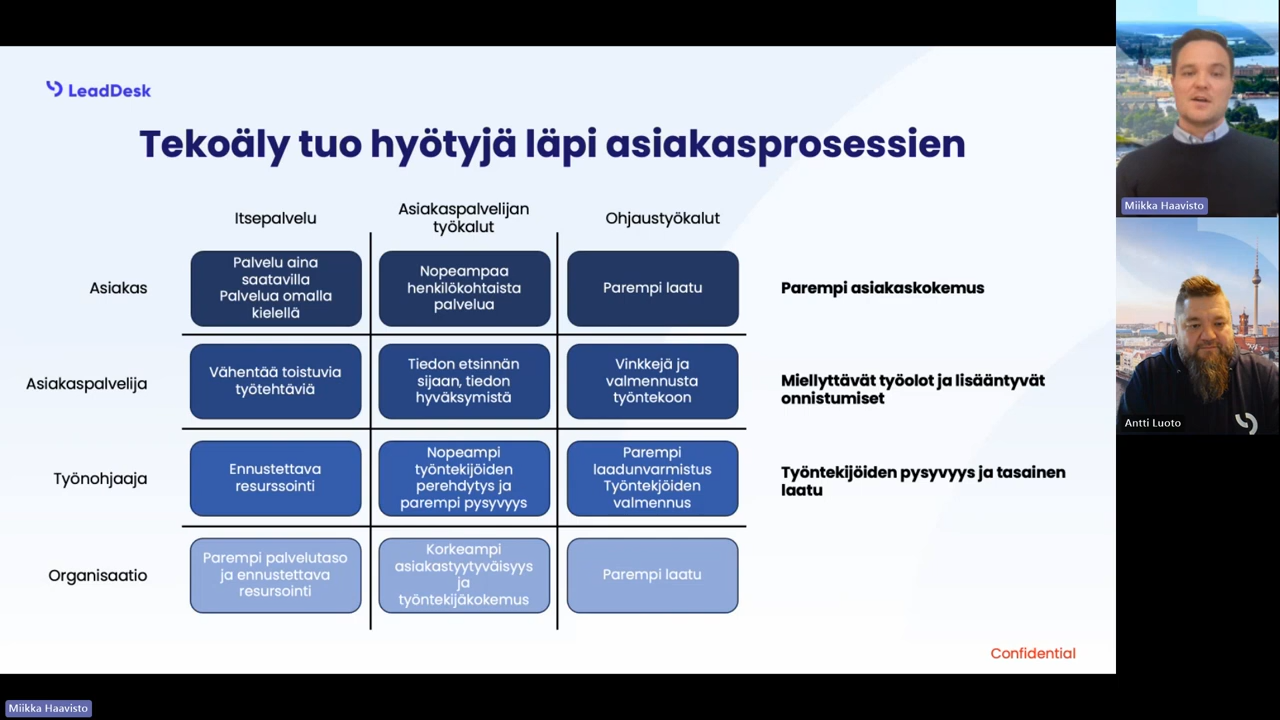 LeadDesk
Tekoäly tuo hyötyjä läpi asiakasprosessien
Itsepalvelu
Asiakaspalvelijan
työkalut
Ohjaustyökalut
Asiakas
Palvelu aina
saatavilla
Palvelua omalla
kielellä
Nopeampaa
henkilökohtaista
palvelua
Parempi laatu
Parempi asiakaskokemus
Asiakaspalvelija
Vähentää toistuvia
työtehtäviä
Tiedon etsinnän
sijaan, tiedon
hyväksymistä
Vinkkejä ja
valmennusta
työntekoon
Miellyttävät työolot ja lisääntyvät
onnistumiset
Työnohjaaja
Ennustettava
resurssointi
Nopeampi
työntekijöiden
perehdytys ja
parempi pysyvyys
Parempi
laadunvarmistus
Työntekjöiden
valmennus
Työntekijöiden pysyvyys ja tasainen
laatu
Organisaatio
Parempi palvelutaso
ja ennustettava
resursointi
Korkeampi
asiakastyytyväisyys
ja
työntekijäkokemus
Parempi laatu
Confidential
Miikka Haavisto
Antti Luoto
Miikka Haavisto